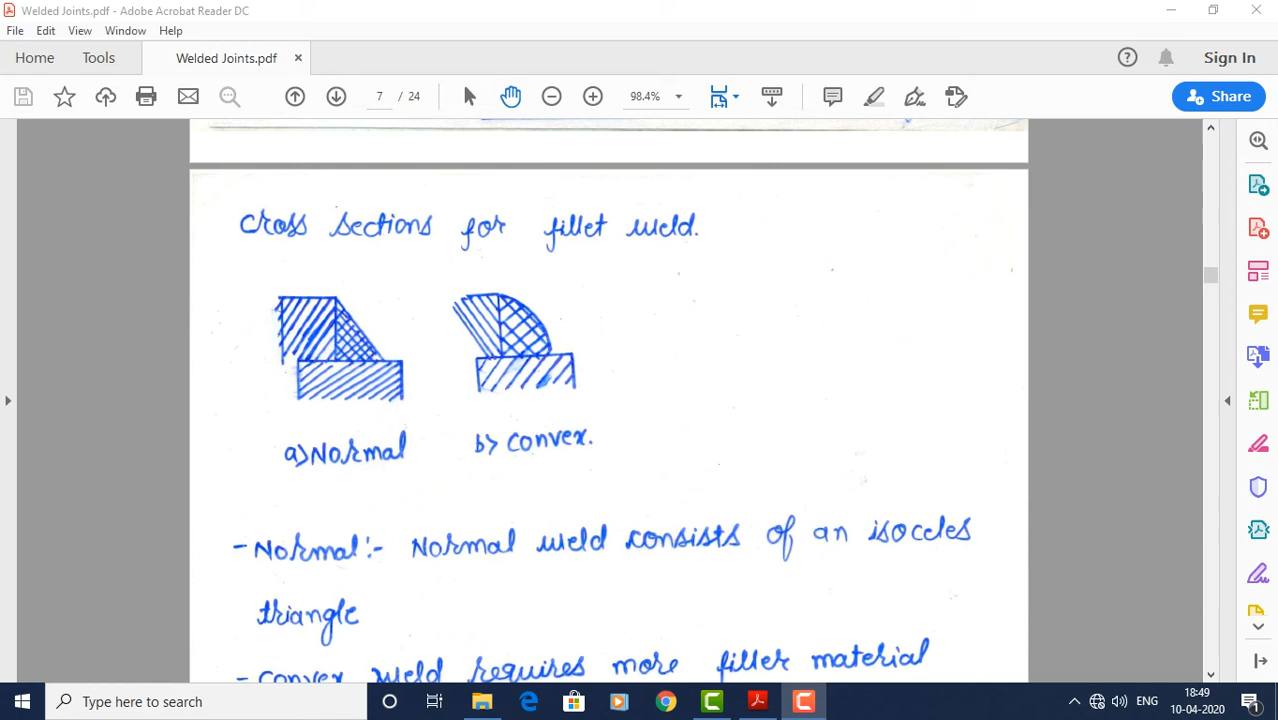 Welded Joints.pdf - Adobe Acrobat Reader DC
File Edit View Window Help
Home Tools Welded Joints.pdf × Sign In
7 / 24 98.4% Share
Cross sections for fillet weld.
a) Normal b) Convex.
- Normal:- Normal weld consists of an isoccles
triangle
- convex weld requires more filler material
Type here to search
ENG 18:49
10-04-2020
1